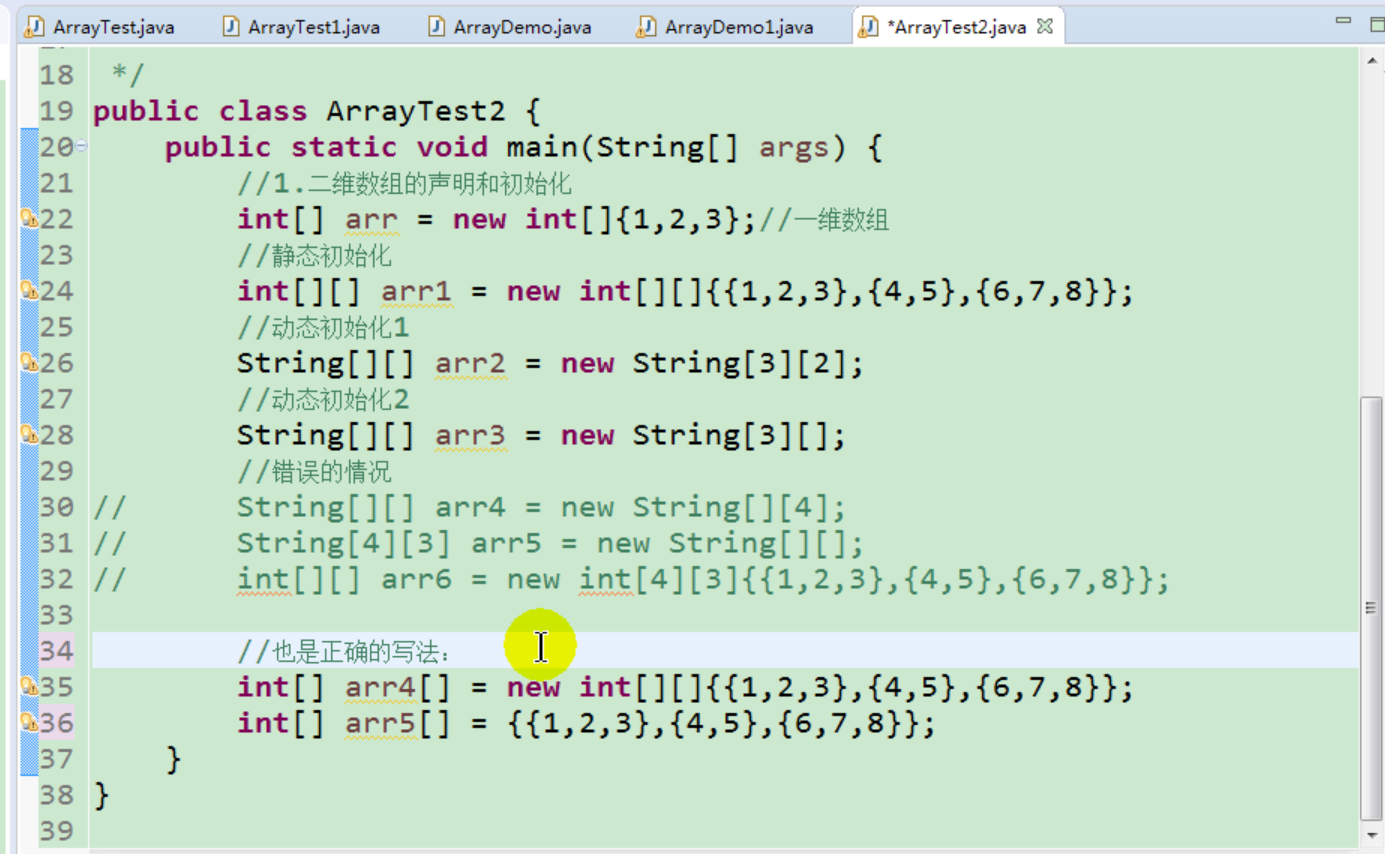 ArrayTest.java ArrayTest1.java ArrayDemo.java ArrayDemo1.java *ArrayTest2.java
18 */
19 public class ArrayTest2 {
20 public static void main(String[] args) {
21 //1.二维数组的声明和初始化
22 int[] arr = new int[]{1,2,3};//一维数组
23 //静态初始化
24 int[][] arr1 = new int[][]{{1,2,3},{4,5},{6,7,8}};
25 //动态初始化1
26 String[][] arr2 = new String[3][2];
27 //动态初始化2
28 String[][] arr3 = new String[3][];
29 //错误的情况
30 // String[][] arr4 = new String[][4];
31 // String[4][3] arr5 = new String[][];
32 // int[][] arr6 = new int[4][3]{{1,2,3},{4,5},{6,7,8}};
33
34 //也是正确的写法：
35 int[] arr4[] = new int[][]{{1,2,3},{4,5},{6,7,8}};
36 int[] arr5[] = {{1,2,3},{4,5},{6,7,8}};
37 }
38 }
39